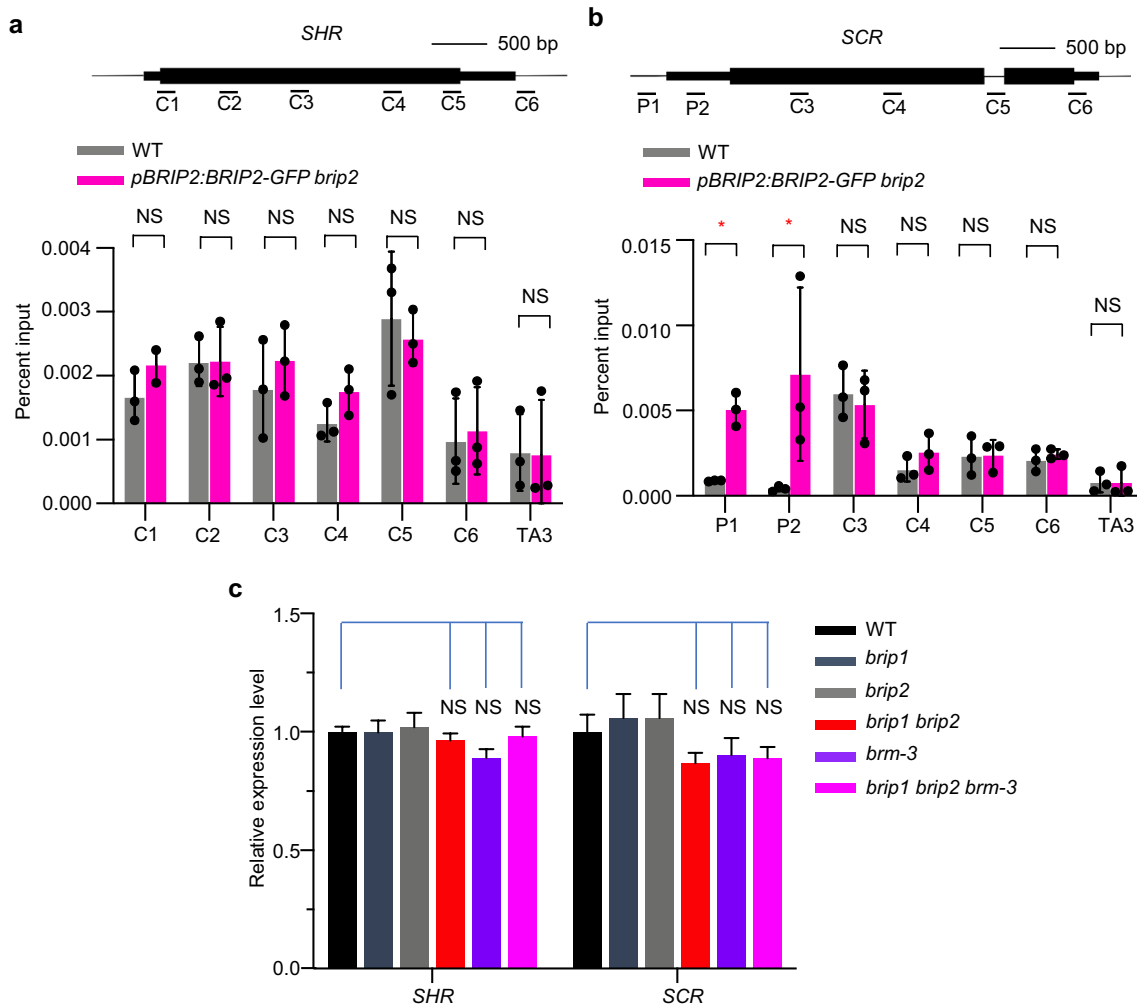 a
SHR
500 bp
C1 C2 C3 C4 C5 C6
WT
pBRIP2:BRIP2-GFP brip2
NS NS NS NS NS NS NS
Percent input
0.004
0.003
0.002
0.001
0.000
C1 C2 C3 C4 C5 C6 TA3
b
SCR
500 bp
P1 P2 C3 C4 C5 C6
WT
pBRIP2:BRIP2-GFP brip2
* * NS NS NS NS NS
Percent input
0.015
0.010
0.005
0.000
P1 P2 C3 C4 C5 C6 TA3
c
Relative expression level
1.5
1.0
0.5
0.0
NS NS NS NS NS NS
SHR SCR
WT
brip1
brip2
brip1 brip2
brm-3
brip1 brip2 brm-3